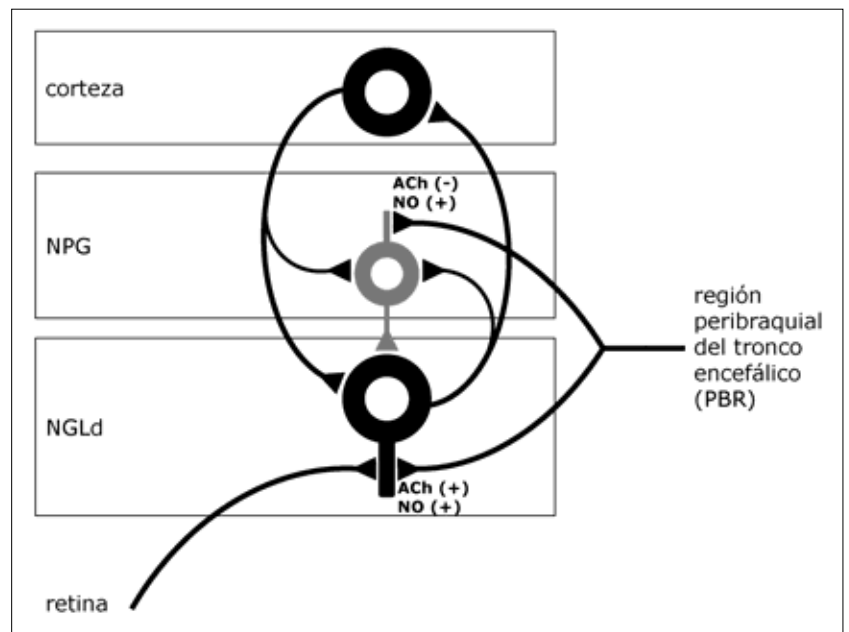 corteza
ACh (-)
NO (+)
NPG
región
peribraquial
del tronco
encefálico
(PBR)
NGLd
ACh (+)
NO (+)
retina